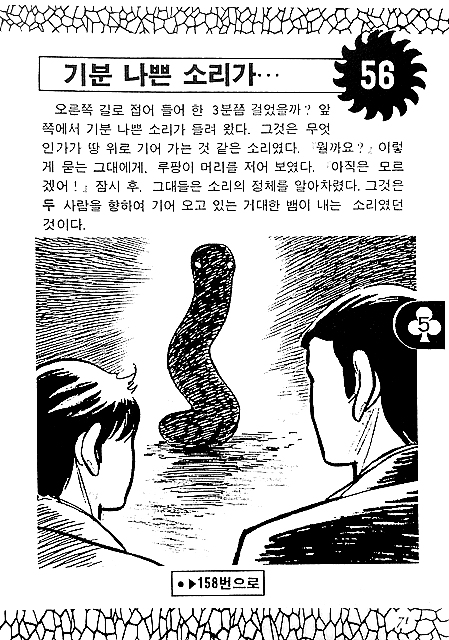 기분 나쁜 소리가…
56
오른쪽 길로 접어 들어 한 3분쯤 걸었을까? 앞
쪽에서 기분 나쁜 소리가 들려 왔다. 그것은 무엇
인가가 땅 위로 기어 가는 것 같은 소리였다. 『뭘까요?』 이렇
게 묻는 그대에게, 루팡이 머리를 저어 보였다. 『아직은 모르
겠어!』 잠시 후, 그대들은 소리의 정체를 알아차렸다. 그것은
두 사람을 향하여 기어 오고 있는 거대한 뱀이 내는 소리였던
것이다.
5
●▶158번으로
71